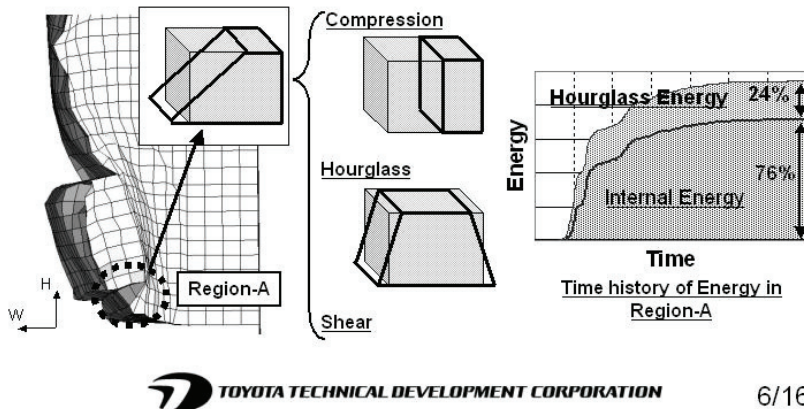 Compression
Hourglass
Shear
Region-A
H
W
Hourglass Energy
24%
76%
Internal Energy
Energy
Time
Time history of Energy in
Region-A
TOYOTA TECHNICAL DEVELOPMENT CORPORATION
6/16